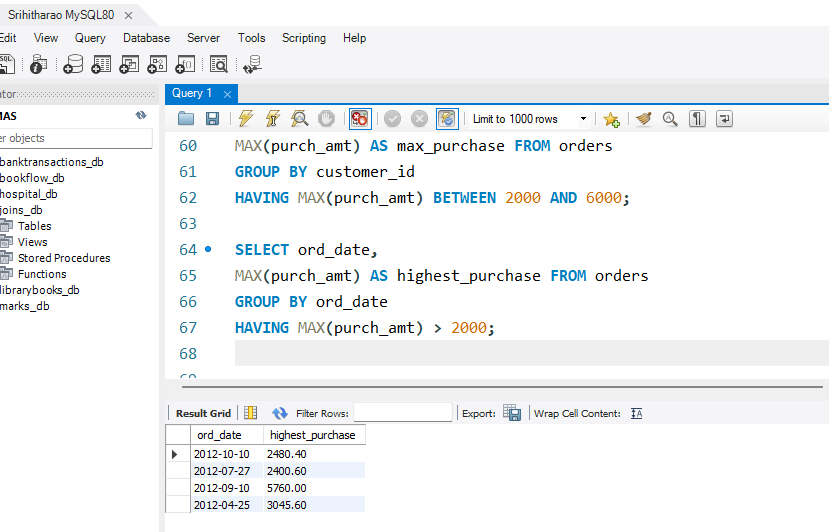 Srihitharao MySQL80
Edit View Query Database Server Tools Scripting Help
SQL
Query 1
Limit to 1000 rows
banktransactions_db
bookflow_db
hospital_db
joins_db
Tables
Views
Stored Procedures
Functions
librarybooks_db
marks_db
60 MAX(purch_amt) AS max_purchase FROM orders
61 GROUP BY customer_id
62 HAVING MAX(purch_amt) BETWEEN 2000 AND 6000;
63
64 SELECT ord_date,
65 MAX(purch_amt) AS highest_purchase FROM orders
66 GROUP BY ord_date
67 HAVING MAX(purch_amt) > 2000;
68
Result Grid Filter Rows: Export: Wrap Cell Content: IA
ord_date highest_purchase
2012-10-10 2480.40
2012-07-27 2400.60
2012-09-10 5760.00
2012-04-25 3045.60